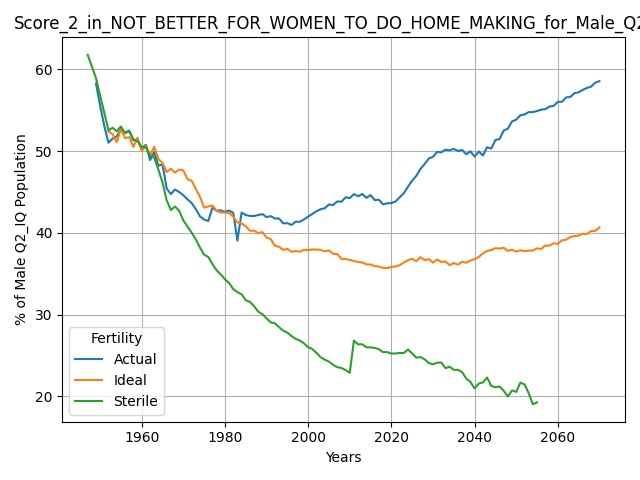 Score_2_in_NOT_BETTER_FOR_WOMEN_TO_DO_HOME_MAKING_for_Male_Q2
% of Male Q2_IQ Population
60
50
40
30
20
Fertility
Actual
Ideal
Sterile
1960 1980 2000 2020 2040 2060
Years